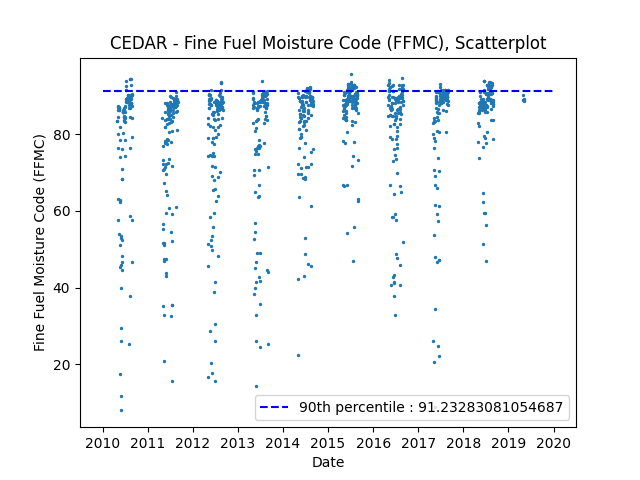 CEDAR - Fine Fuel Moisture Code (FFMC), Scatterplot
Fine Fuel Moisture Code (FFMC)
80
60
40
20
90th percentile : 91.23283081054687
2010 2011 2012 2013 2014 2015 2016 2017 2018 2019 2020
Date